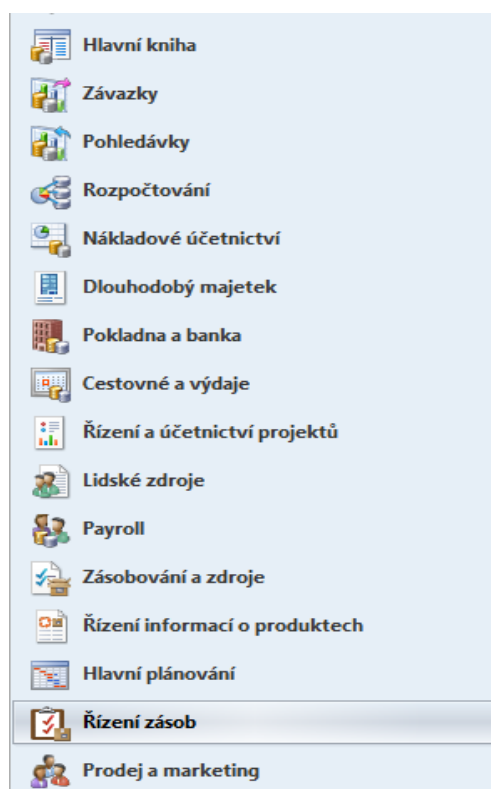 Hlavní kniha
Závazky
Pohledávky
Rozpočtování
Nákladové účetnictví
Dlouhodobý majetek
Pokladna a banka
Cestovné a výdaje
Řízení a účetnictví projektů
Lidské zdroje
Payroll
Zásobování a zdroje
Řízení informací o produktech
Hlavní plánování
Řízení zásob
Prodej a marketing